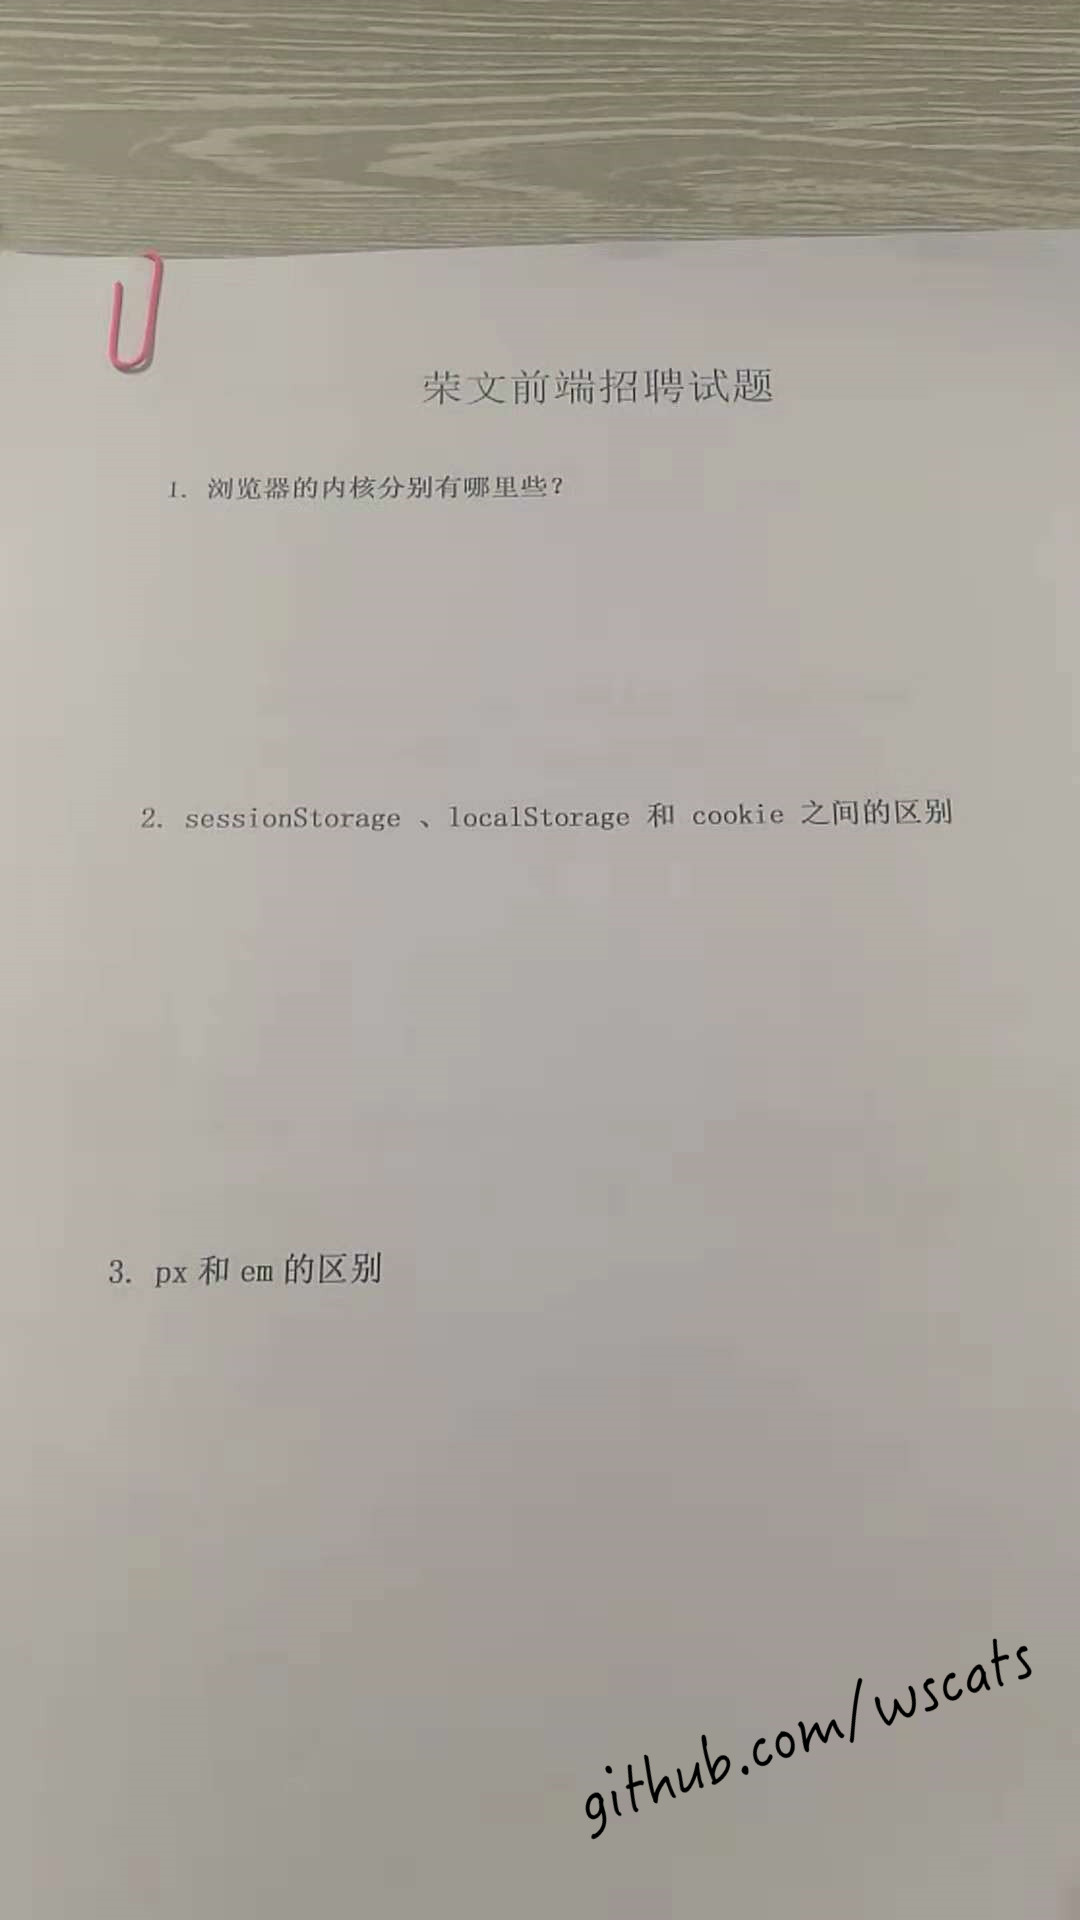 荣文前端招聘试题
1. 浏览器的内核分别有哪里些？
2. sessionStorage 、localStorage 和 cookie 之间的区别
3. px 和 em 的区别
github.com/wscats